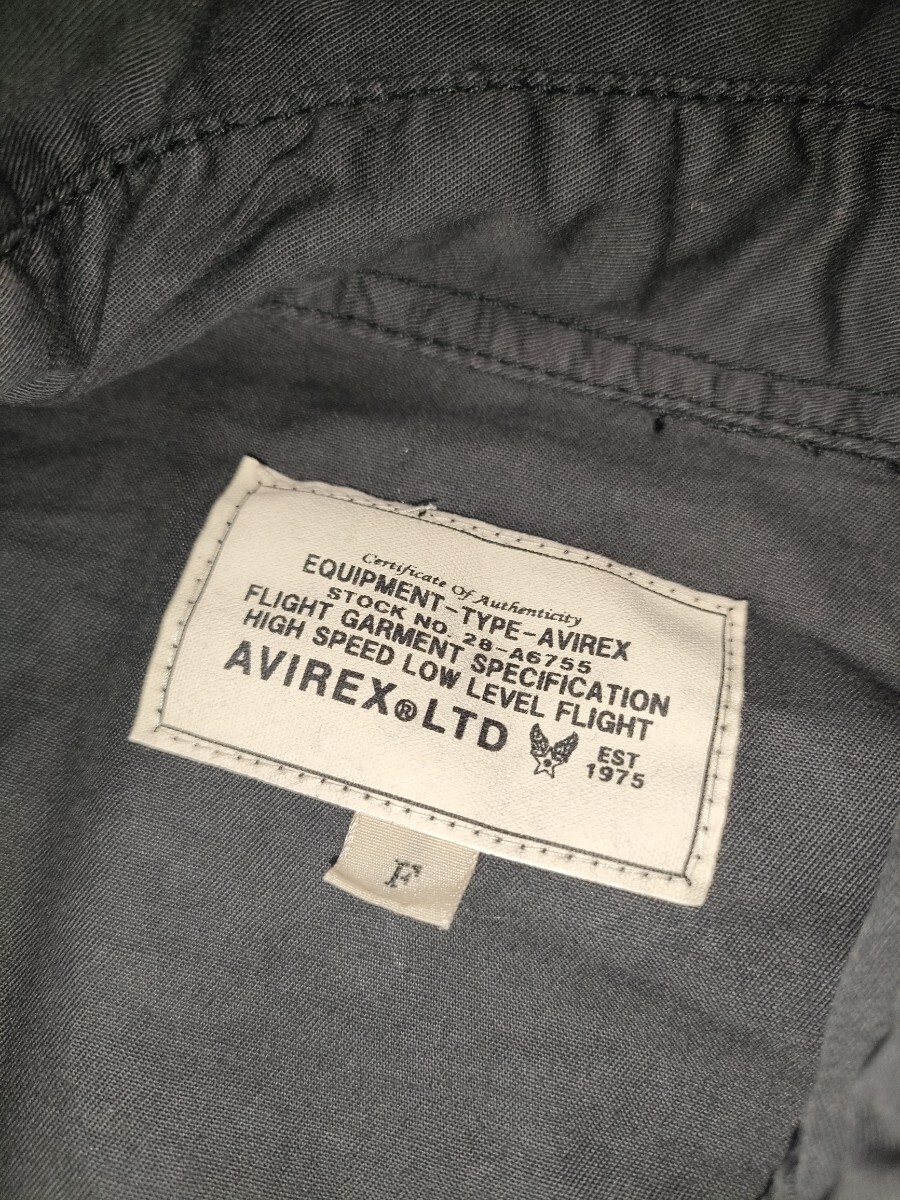 Certificate Of Authenticity
EQUIPMENT-TYPE-AVIREX
STOCK NO. 28-A6755
FLIGHT GARMENT SPECIFICATION
HIGH SPEED LOW LEVEL FLIGHT
AVIREX®LTD
EST
1975
F